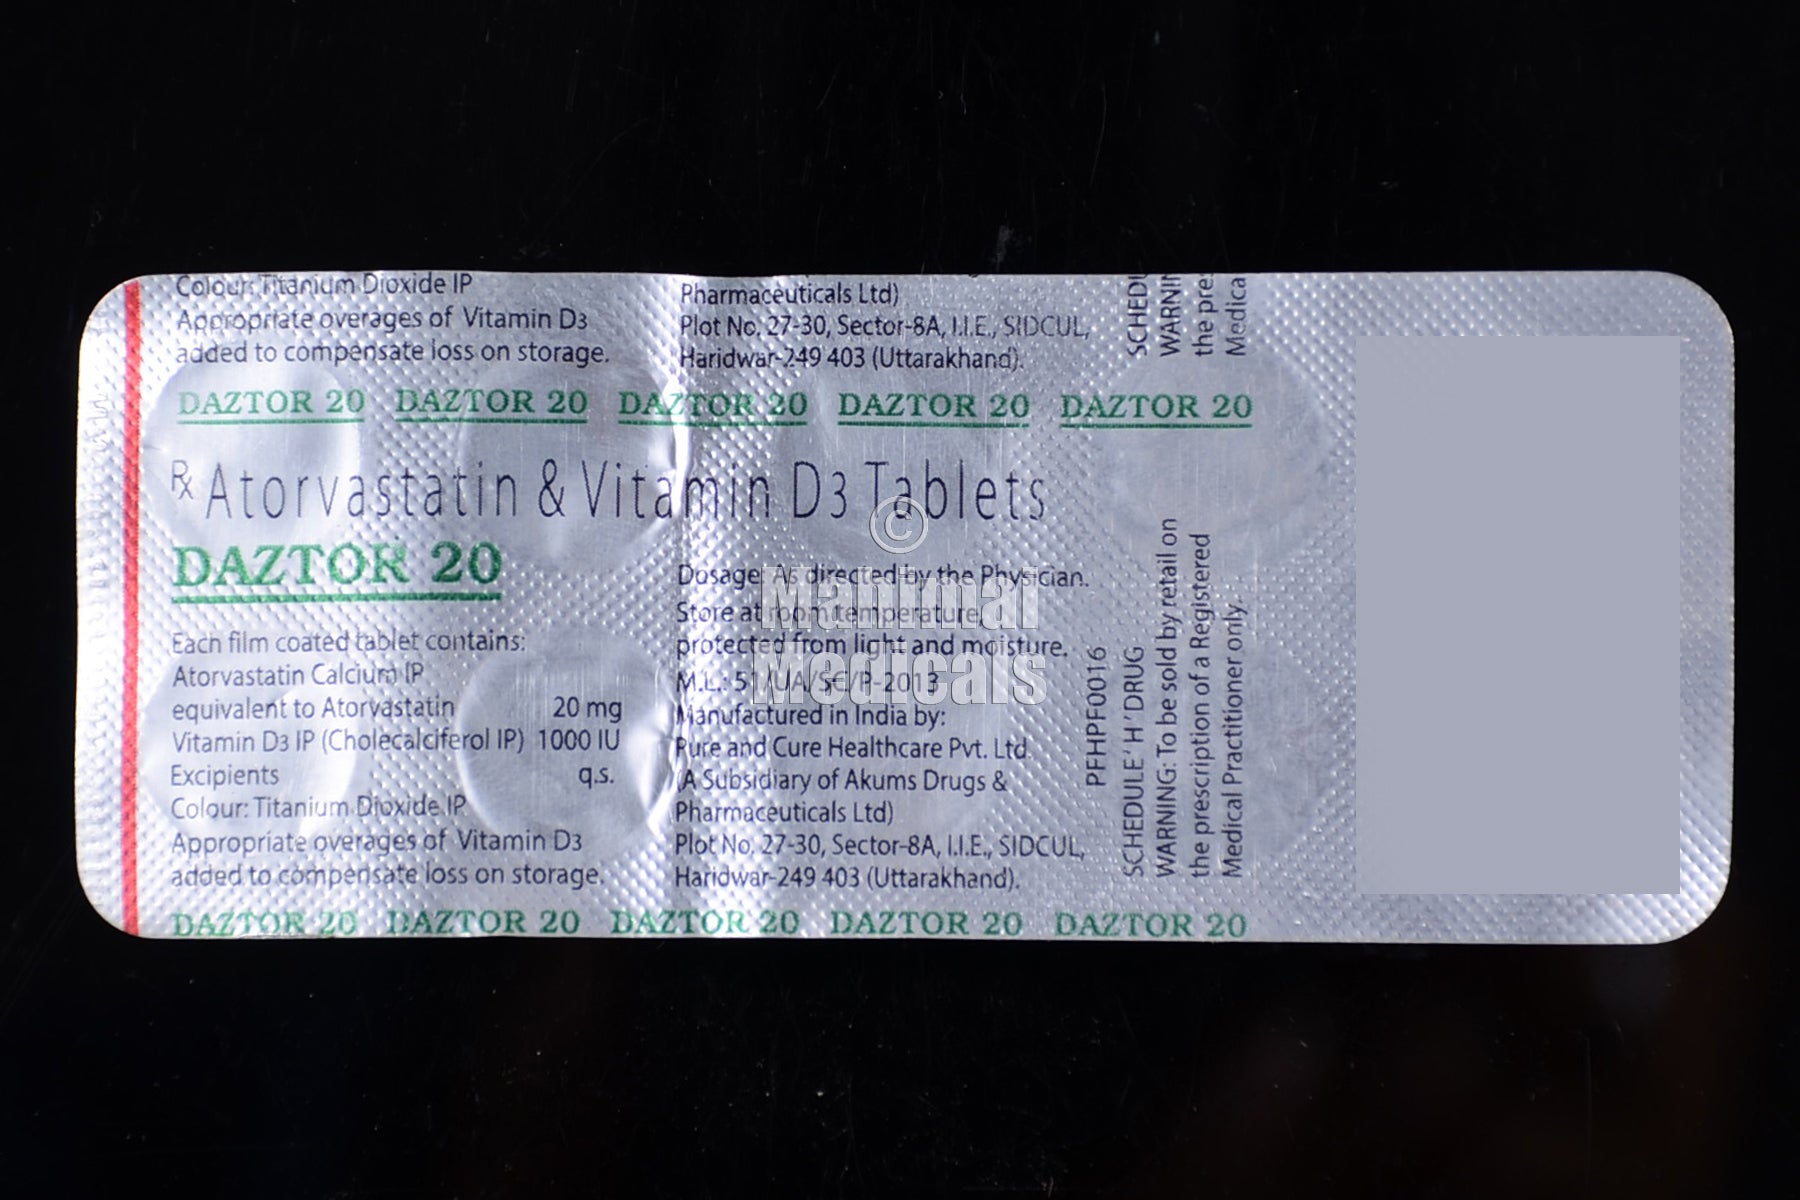 Colour: Titanium Dioxide IP
Appropriate overages of Vitamin D3
added to compensate loss on storage.
Pharmaceuticals Ltd)
Plot No. 27-30, Sector-8A, I.I.E., SIDCUL,
Haridwar-249 403 (Uttarakhand).
SCHEDU
WARNIN
the pres
Medica
DAZTOR 20 DAZTOR 20 DAZTOR 20 DAZTOR 20 DAZTOR 20
Rx Atorvastatin & Vitamin D3 Tablets
DAZTOR 20
Each film coated tablet contains:
Atorvastatin Calcium IP
equivalent to Atorvastatin 20 mg
Vitamin D3 IP (Cholecalciferol IP) 1000 IU
Excipients q.s.
Colour: Titanium Dioxide IP
Appropriate overages of Vitamin D3
added to compensate loss on storage.
Dosage: As directed by the Physician.
Store at room temperature,
protected from light and moisture.
M.L.: 51/UA/SC/P-2013
Manufactured in India by:
Pure and Cure Healthcare Pvt. Ltd.
(A Subsidiary of Akums Drugs &
Pharmaceuticals Ltd)
Plot No. 27-30, Sector-8A, I.I.E., SIDCUL,
Haridwar-249 403 (Uttarakhand).
PFHPF0016
SCHEDULE 'H' DRUG
WARNING: To be sold by retail on
the prescription of a Registered
Medical Practitioner only.
DAZTOR 20 DAZTOR 20 DAZTOR 20 DAZTOR 20 DAZTOR 20
©
Manimai
Medicals